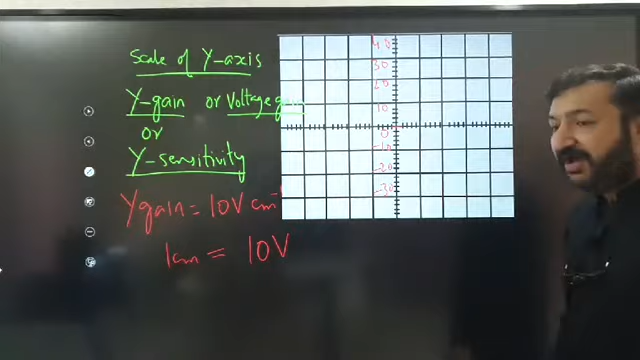 Scale of Y-axis
Y-gain or Voltage gain
or
Y-sensitivity
Ygain = 10V cm⁻¹
1cm = 10V
40
30
20
10
0
-10
-20
-30